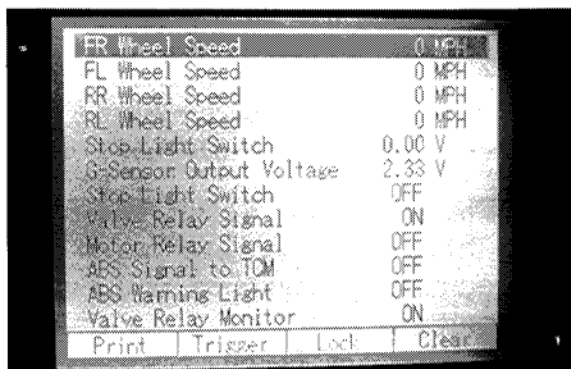 FR Wheel Speed 0 MPH
FL Wheel Speed 0 MPH
RR Wheel Speed 0 MPH
RL Wheel Speed 0 MPH
Stop Light Switch 0.00 V
G-Sensor Output Voltage 2.33 V
Stop Light Switch OFF
Valve Relay Signal ON
Motor Relay Signal OFF
ABS Signal to TCM OFF
ABS Warning Light OFF
Valve Relay Monitor ON
Print Trigger Lock Clear